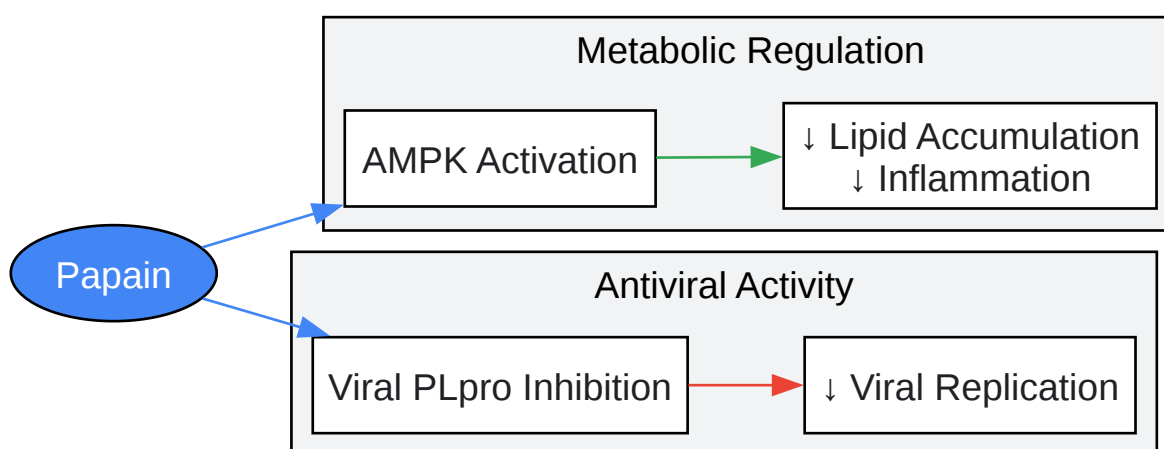 Metabolic Regulation
AMPK Activation
↓ Lipid Accumulation
↓ Inflammation
Papain
Antiviral Activity
Viral PLpro Inhibition
↓ Viral Replication